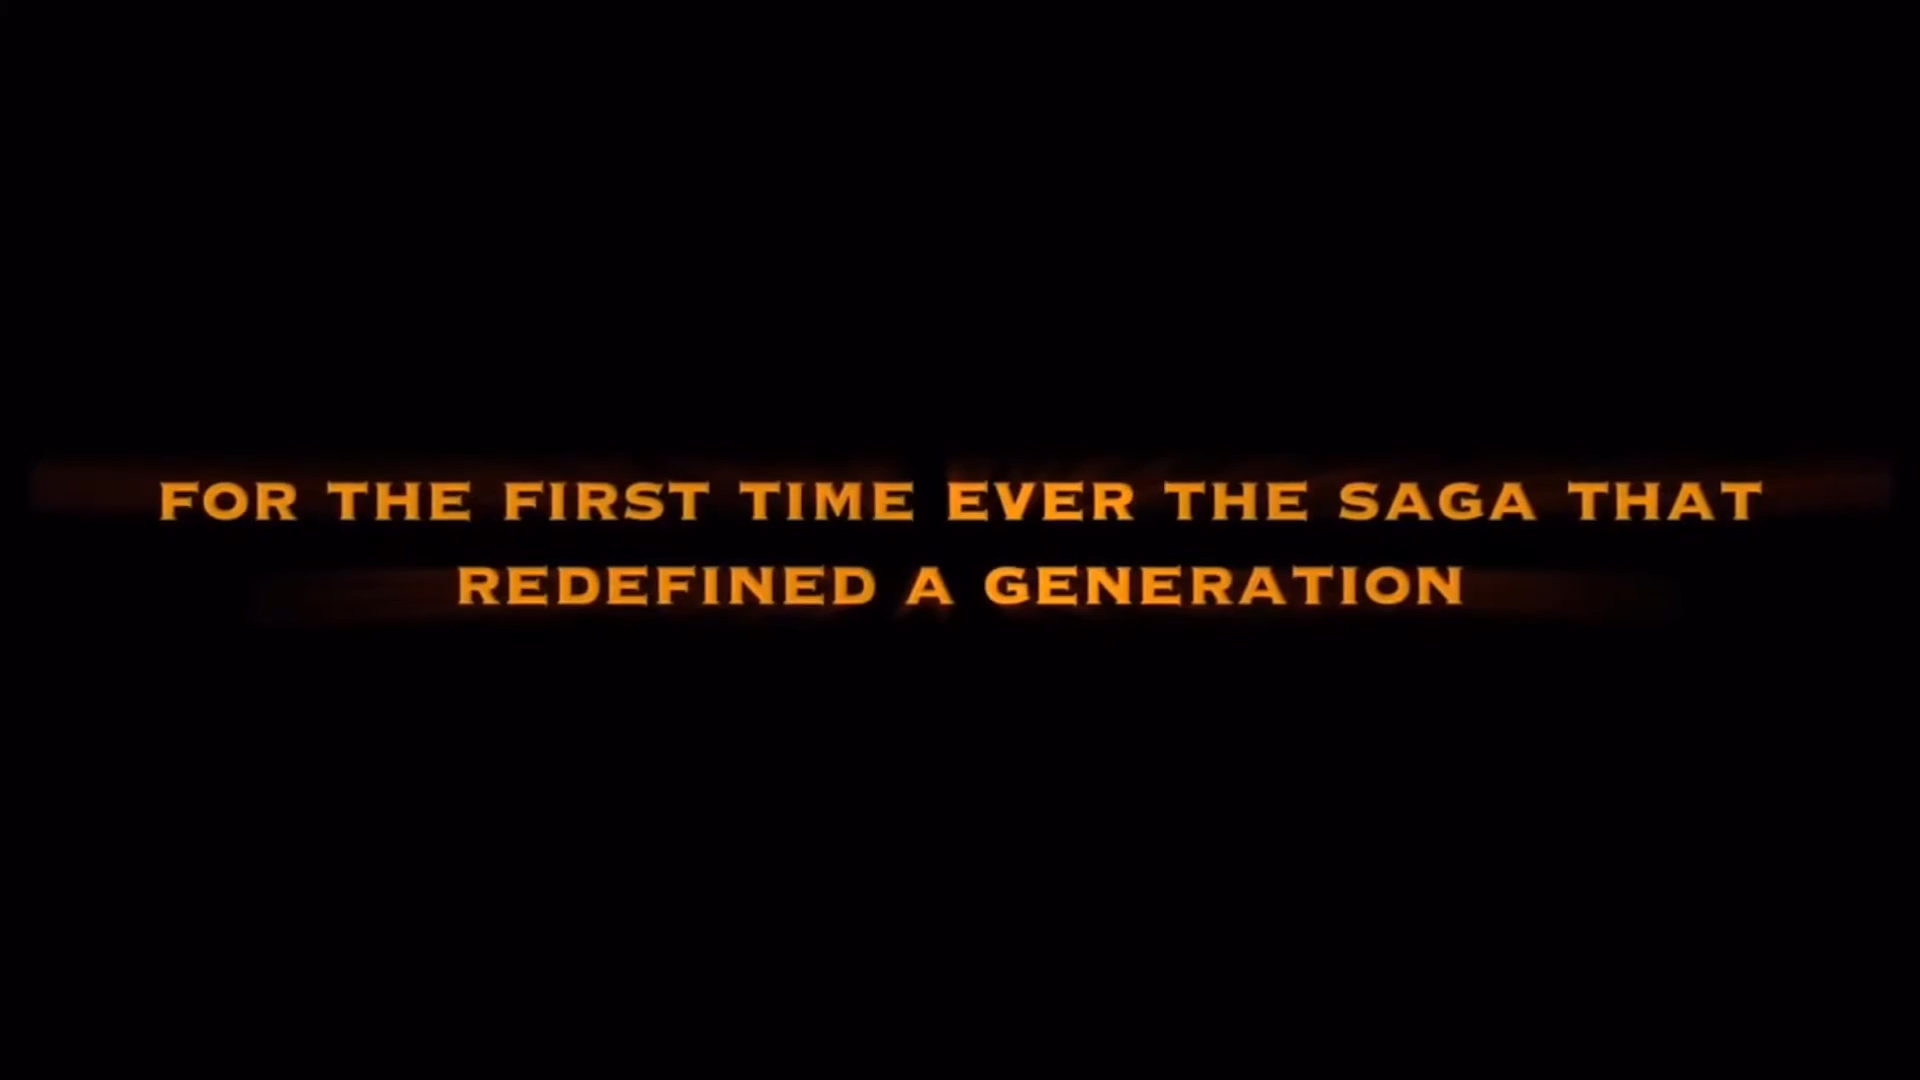 FOR THE FIRST TIME EVER THE SAGA THAT
REDEFINED A GENERATION